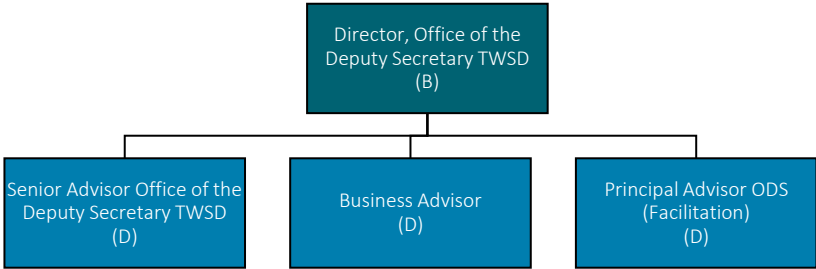 Director, Office of the
Deputy Secretary TWSD
(B)
Senior Advisor Office of the
Deputy Secretary TWSD
(D)
Business Advisor
(D)
Principal Advisor ODS
(Facilitation)
(D)